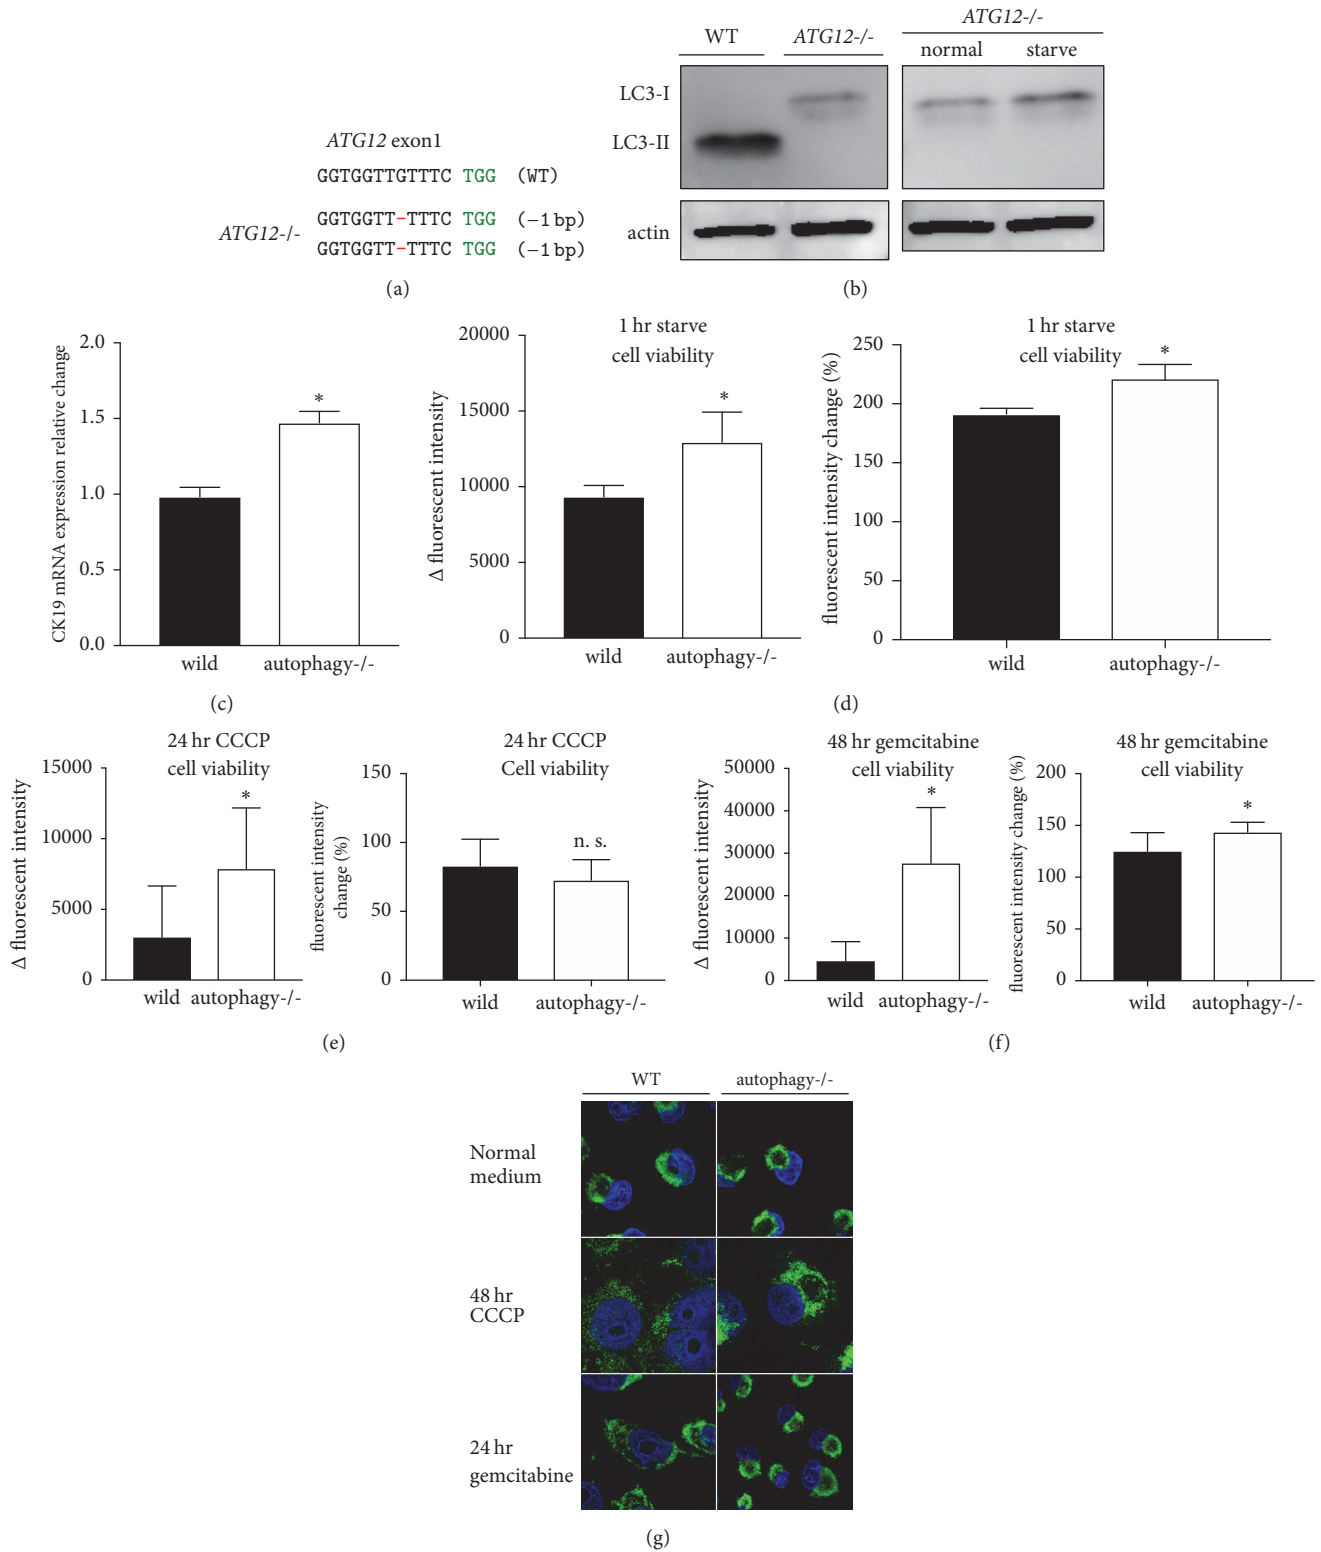 ATG12 exon1
GGTGGTTGTTTC TGG (WT)
ATG12-/-
GGTGGTT-TTTC TGG (−1 bp)
GGTGGTT-TTTC TGG (−1 bp)
(a)
WT ATG12-/-
ATG12-/-
normal starve
LC3-I
LC3-II
actin
(b)
CK19 mRNA expression relative change
2.0
1.5
1.0
0.5
0.0
*
wild autophagy-/-
(c)
1 hr starve
cell viability
Δ fluorescent intensity
20000
15000
10000
5000
0
*
wild autophagy-/-
1 hr starve
cell viability
fluorescent intensity change (%)
250
200
150
100
50
0
*
wild autophagy-/-
(d)
24 hr CCCP
cell viability
Δ fluorescent intensity
15000
10000
5000
0
*
wild autophagy-/-
24 hr CCCP
Cell viability
fluorescent intensity
change (%)
150
100
50
0
n. s.
wild autophagy-/-
(e)
48 hr gemcitabine
cell viability
Δ fluorescent intensity
50000
40000
30000
20000
10000
0
*
wild autophagy-/-
48 hr gemcitabine
cell viability
fluorescent intensity change (%)
200
150
100
50
0
*
wild autophagy-/-
(f)
WT autophagy-/-
Normal
medium
48 hr
CCCP
24 hr
gemcitabine
(g)